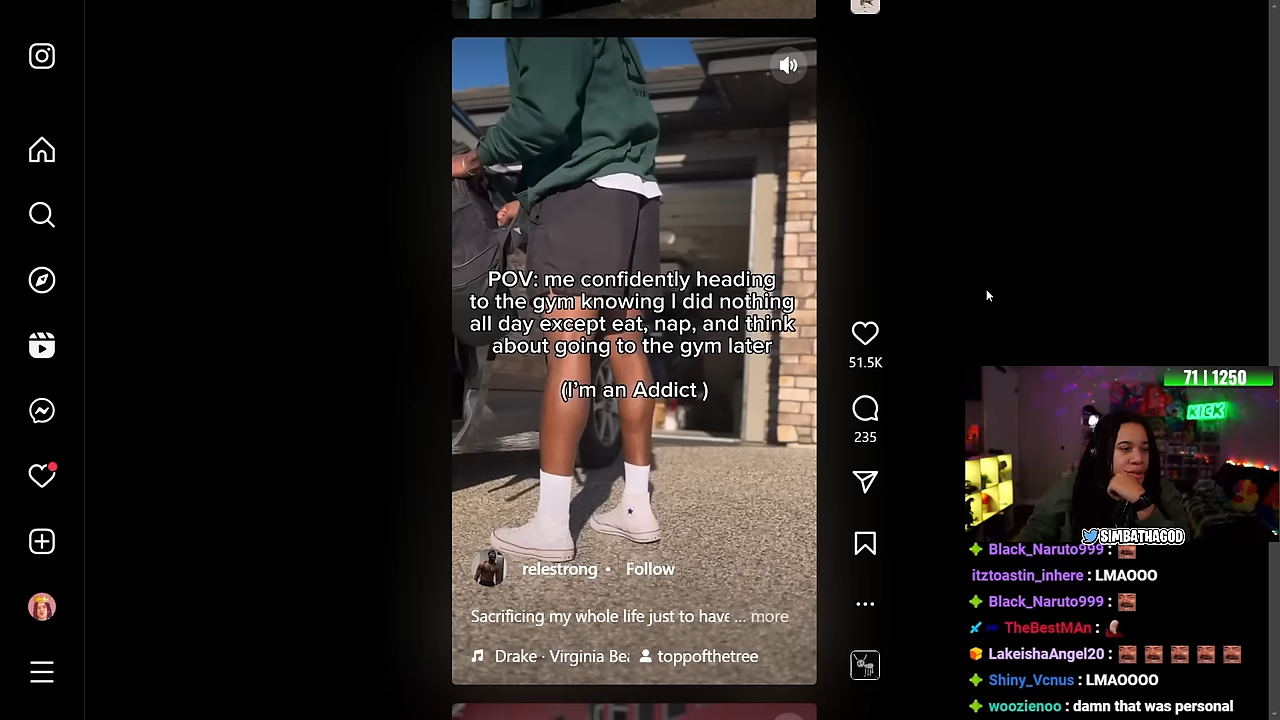 POV: me confidently heading
to the gym knowing I did nothing
all day except eat, nap, and think
about going to the gym later
(I'm an Addict )
51.5K
235
relestrong • Follow
Sacrificing my whole life just to have ... more
Drake · Virginia Bea toppofthetree
71 | 1250
KICK
SIMBATHAGOD
Black_Naruto999 :
itztoastin_inhere : LMAOOO
Black_Naruto999 :
TheBestMAn :
LakeishaAngel20 :
Shiny_Vcnus : LMAOOOO
woozienoo : damn that was personal